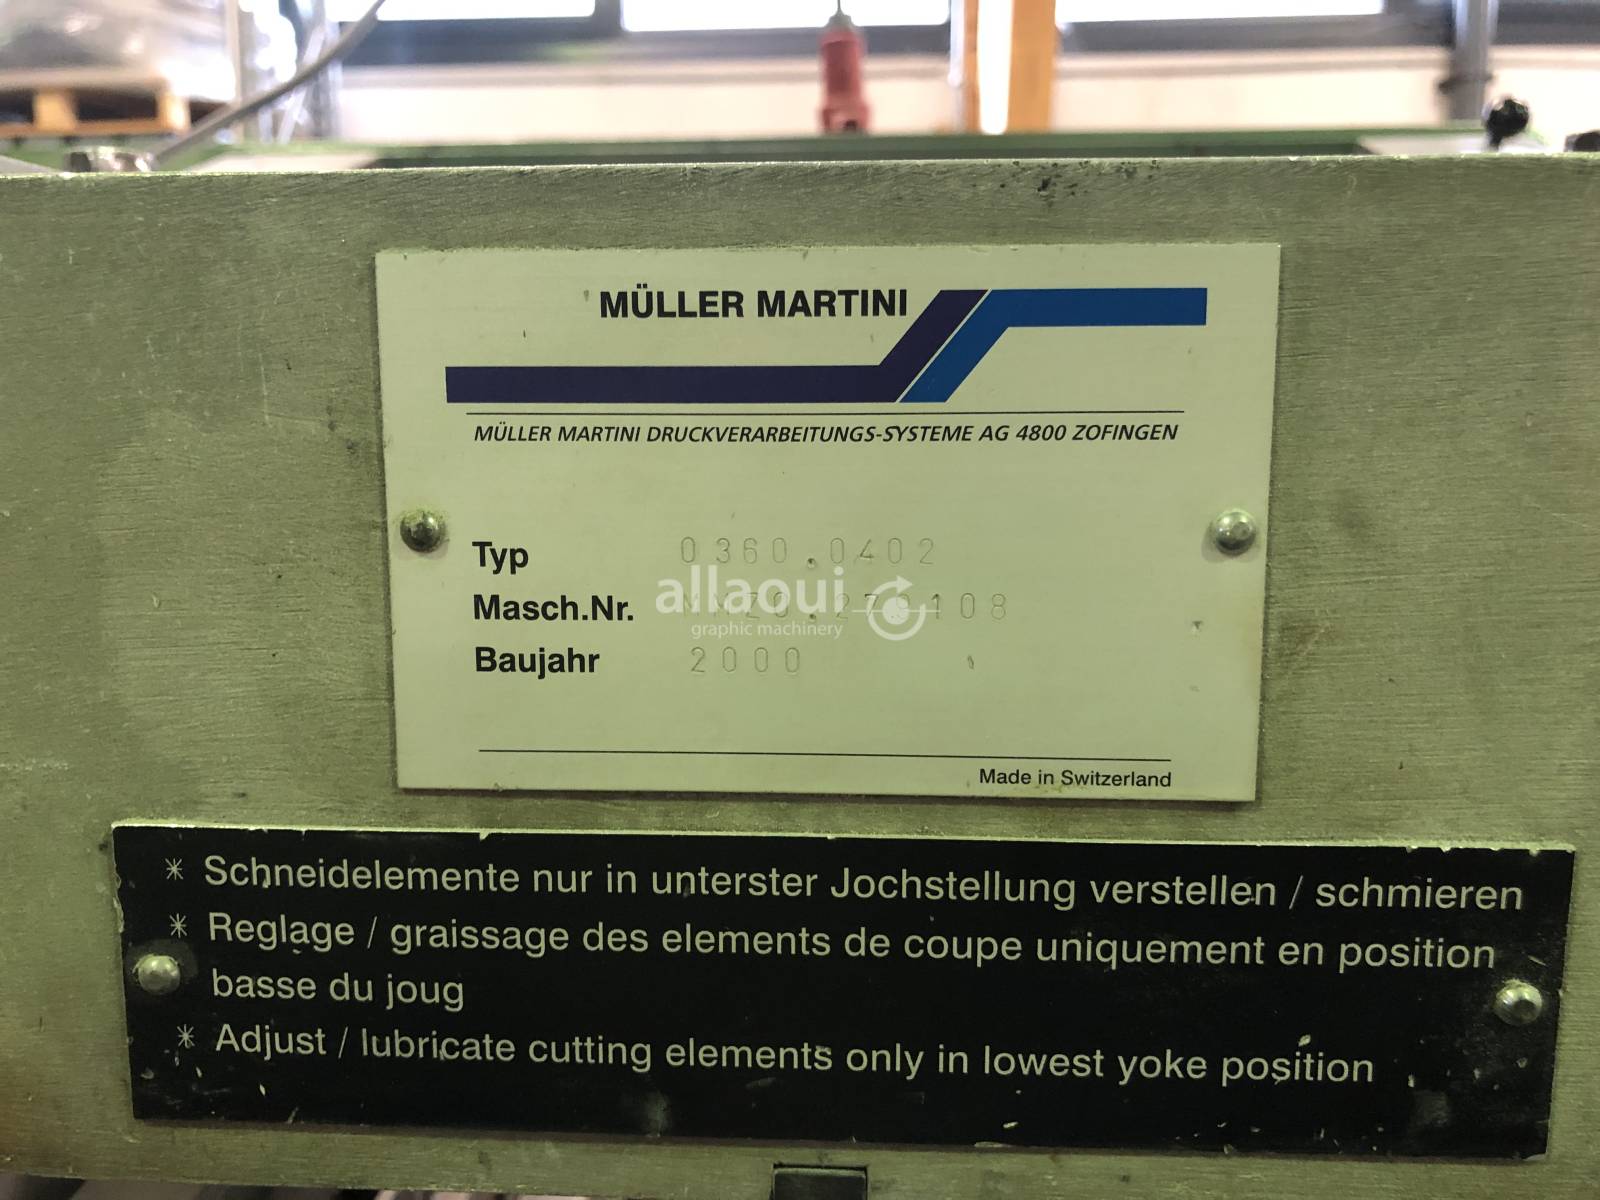 MÜLLER MARTINI
MÜLLER MARTINI DRUCKVERARBEITUNGS-SYSTEME AG 4800 ZOFINGEN
Typ 0360.0402
Masch.Nr.
Baujahr 2000
allaoui
graphic machinery
Made in Switzerland
* Schneidelemente nur in unterster Jochstellung verstellen / schmieren
* Reglage / graissage des elements de coupe uniquement en position
basse du joug
* Adjust / lubricate cutting elements only in lowest yoke position